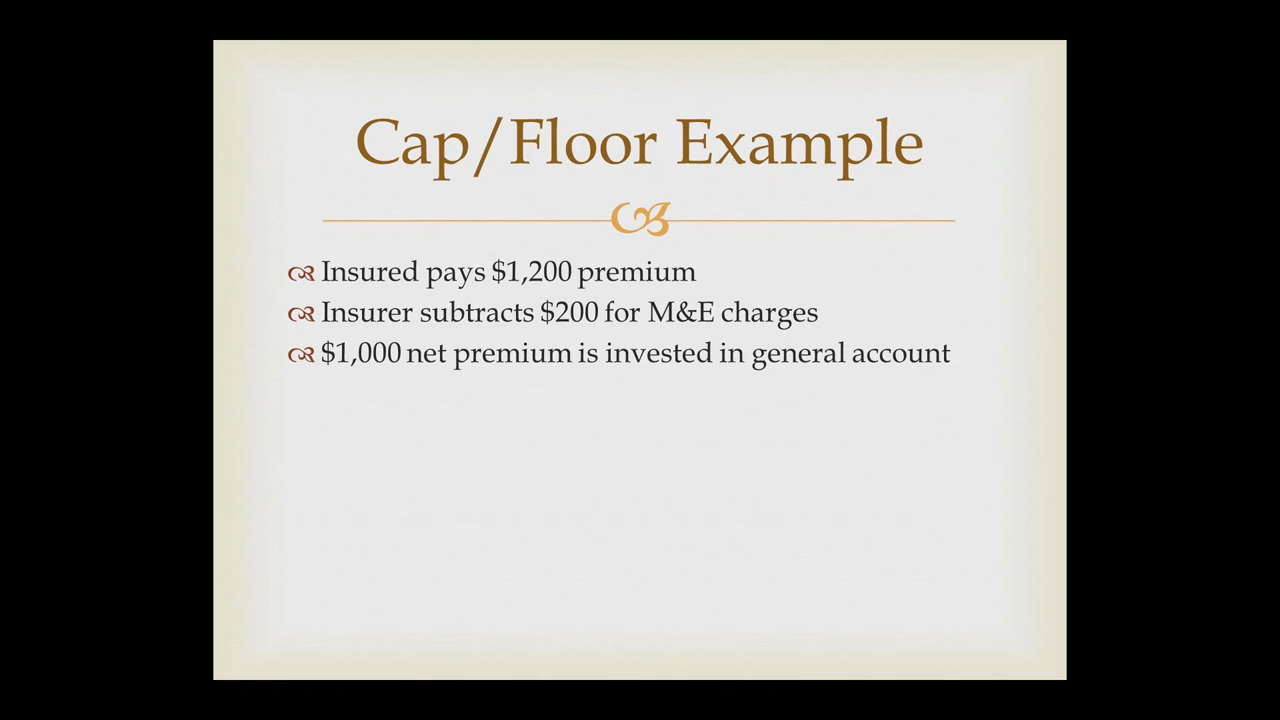 Cap/Floor Example
Insured pays $1,200 premium
Insurer subtracts $200 for M&E charges
$1,000 net premium is invested in general account